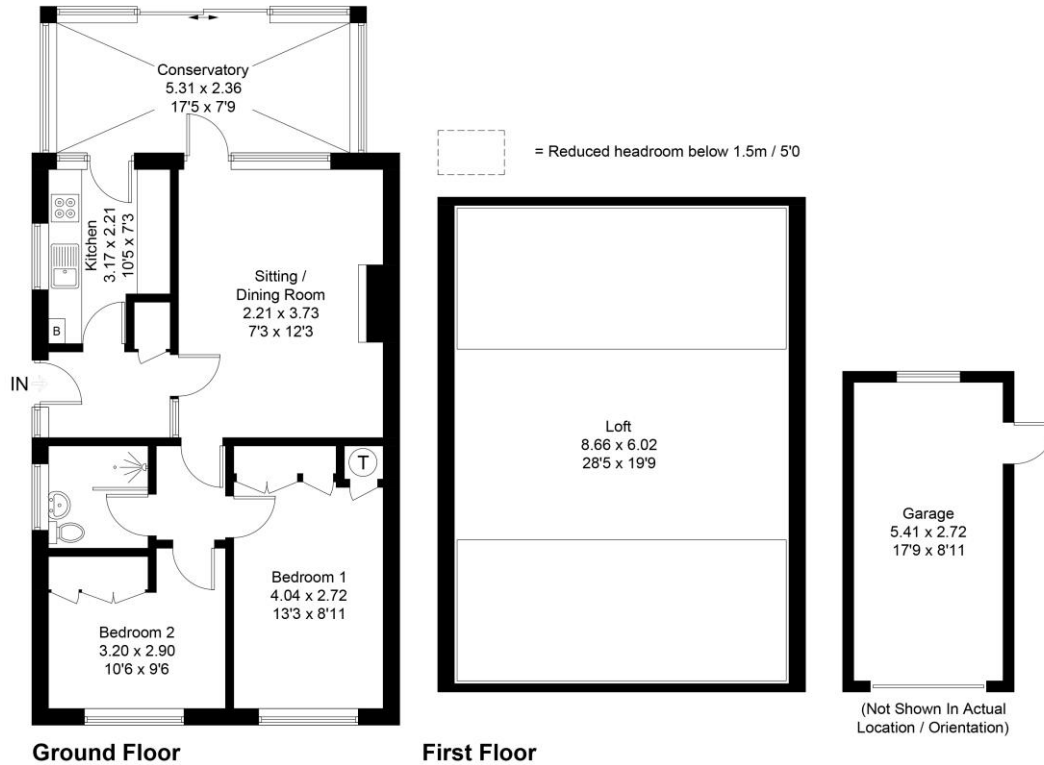 Conservatory
5.31 x 2.36
17'5 x 7'9
= Reduced headroom below 1.5m / 5'0
Kitchen
3.17 x 2.21
10'5 x 7'3
Sitting /
Dining Room
2.21 x 3.73
7'3 x 12'3
B
IN
Loft
8.66 x 6.02
28'5 x 19'9
T
Garage
5.41 x 2.72
17'9 x 8'11
Bedroom 1
4.04 x 2.72
13'3 x 8'11
Bedroom 2
3.20 x 2.90
10'6 x 9'6
(Not Shown In Actual
Location / Orientation)
Ground Floor
First Floor